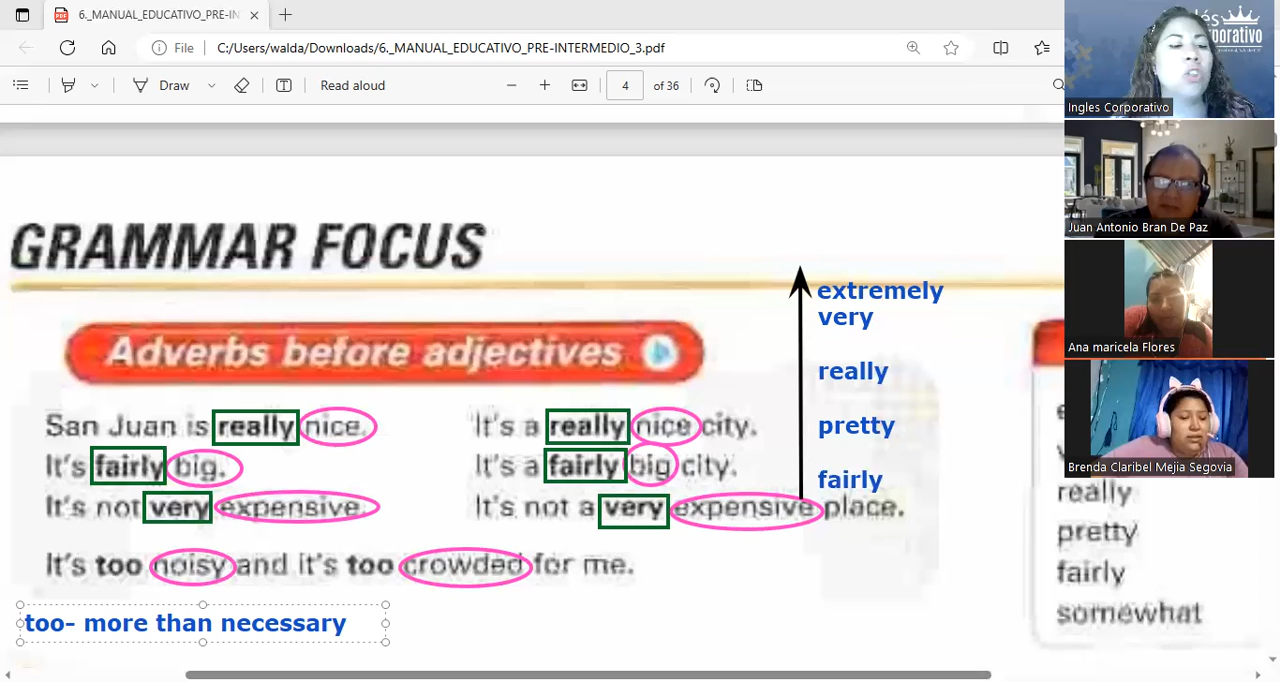 6._MANUAL_EDUCATIVO_PRE-IN
File C:/Users/walda/Downloads/6._MANUAL_EDUCATIVO_PRE-INTERMEDIO_3.pdf
Draw
Read aloud
4 of 36
GRAMMAR FOCUS
Adverbs before adjectives
San Juan is really nice.
It's fairly big.
It's not very expensive.
It's a really nice city.
It's a fairly big city.
It's not a very expensive place.
It's too noisy and it's too crowded for me.
too- more than necessary
extremely
very
really
pretty
fairly
really
pretty
fairly
somewhat
Ingles Corporativo
Juan Antonio Bran De Paz
Ana maricela Flores
Brenda Claribel Mejia Segovia